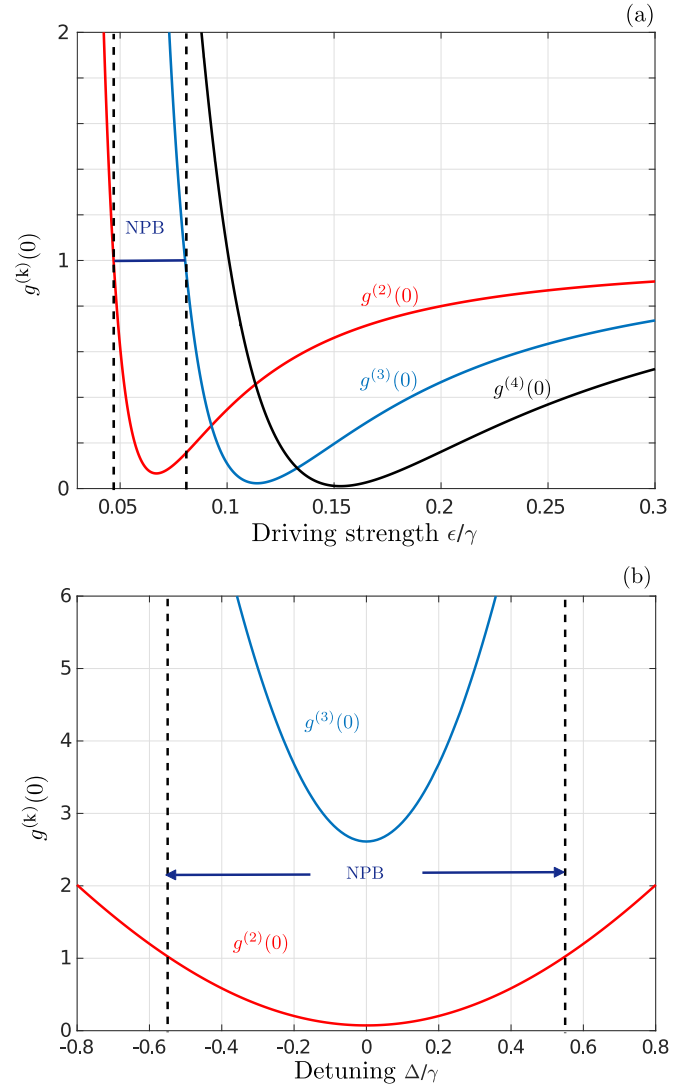 (a)
2
1
0
g^(k)(0)
NPB
g^(2)(0)
g^(3)(0)
g^(4)(0)
0.05 0.1 0.15 0.2 0.25 0.3
Driving strength ϵ/γ
(b)
6
5
4
3
2
1
0
g^(k)(0)
g^(3)(0)
NPB
g^(2)(0)
-0.8 -0.6 -0.4 -0.2 0 0.2 0.4 0.6 0.8
Detuning Δ/γ